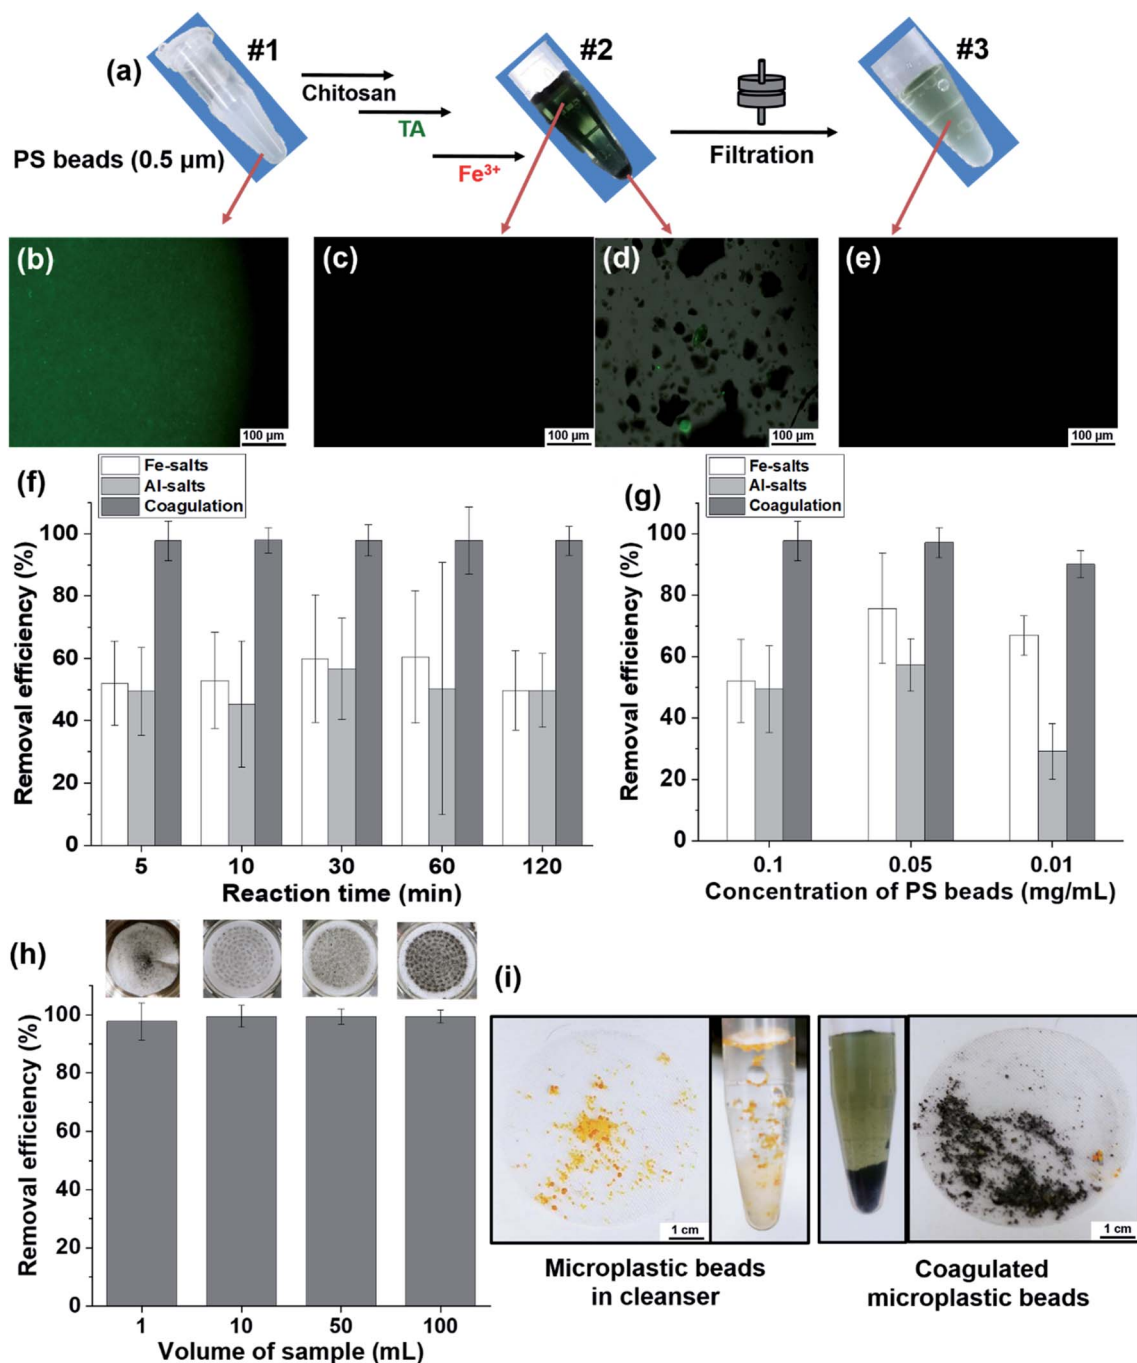 (a)
#1
#2
#3
Chitosan
TA
Fe³⁺
Filtration
PS beads (0.5 µm)
(b)
100 µm
(c)
100 µm
(d)
100 µm
(e)
100 µm
(f)
Fe-salts
Al-salts
Coagulation
Removal efficiency (%)
100
80
60
40
20
0
5 10 30 60 120
Reaction time (min)
(g)
Fe-salts
Al-salts
Coagulation
Removal efficiency (%)
100
80
60
40
20
0
0.1 0.05 0.01
Concentration of PS beads (mg/mL)
(h)
Removal efficiency (%)
100
80
60
40
20
0
1 10 50 100
Volume of sample (mL)
(i)
1 cm
1 cm
Microplastic beads
in cleanser
Coagulated
microplastic beads